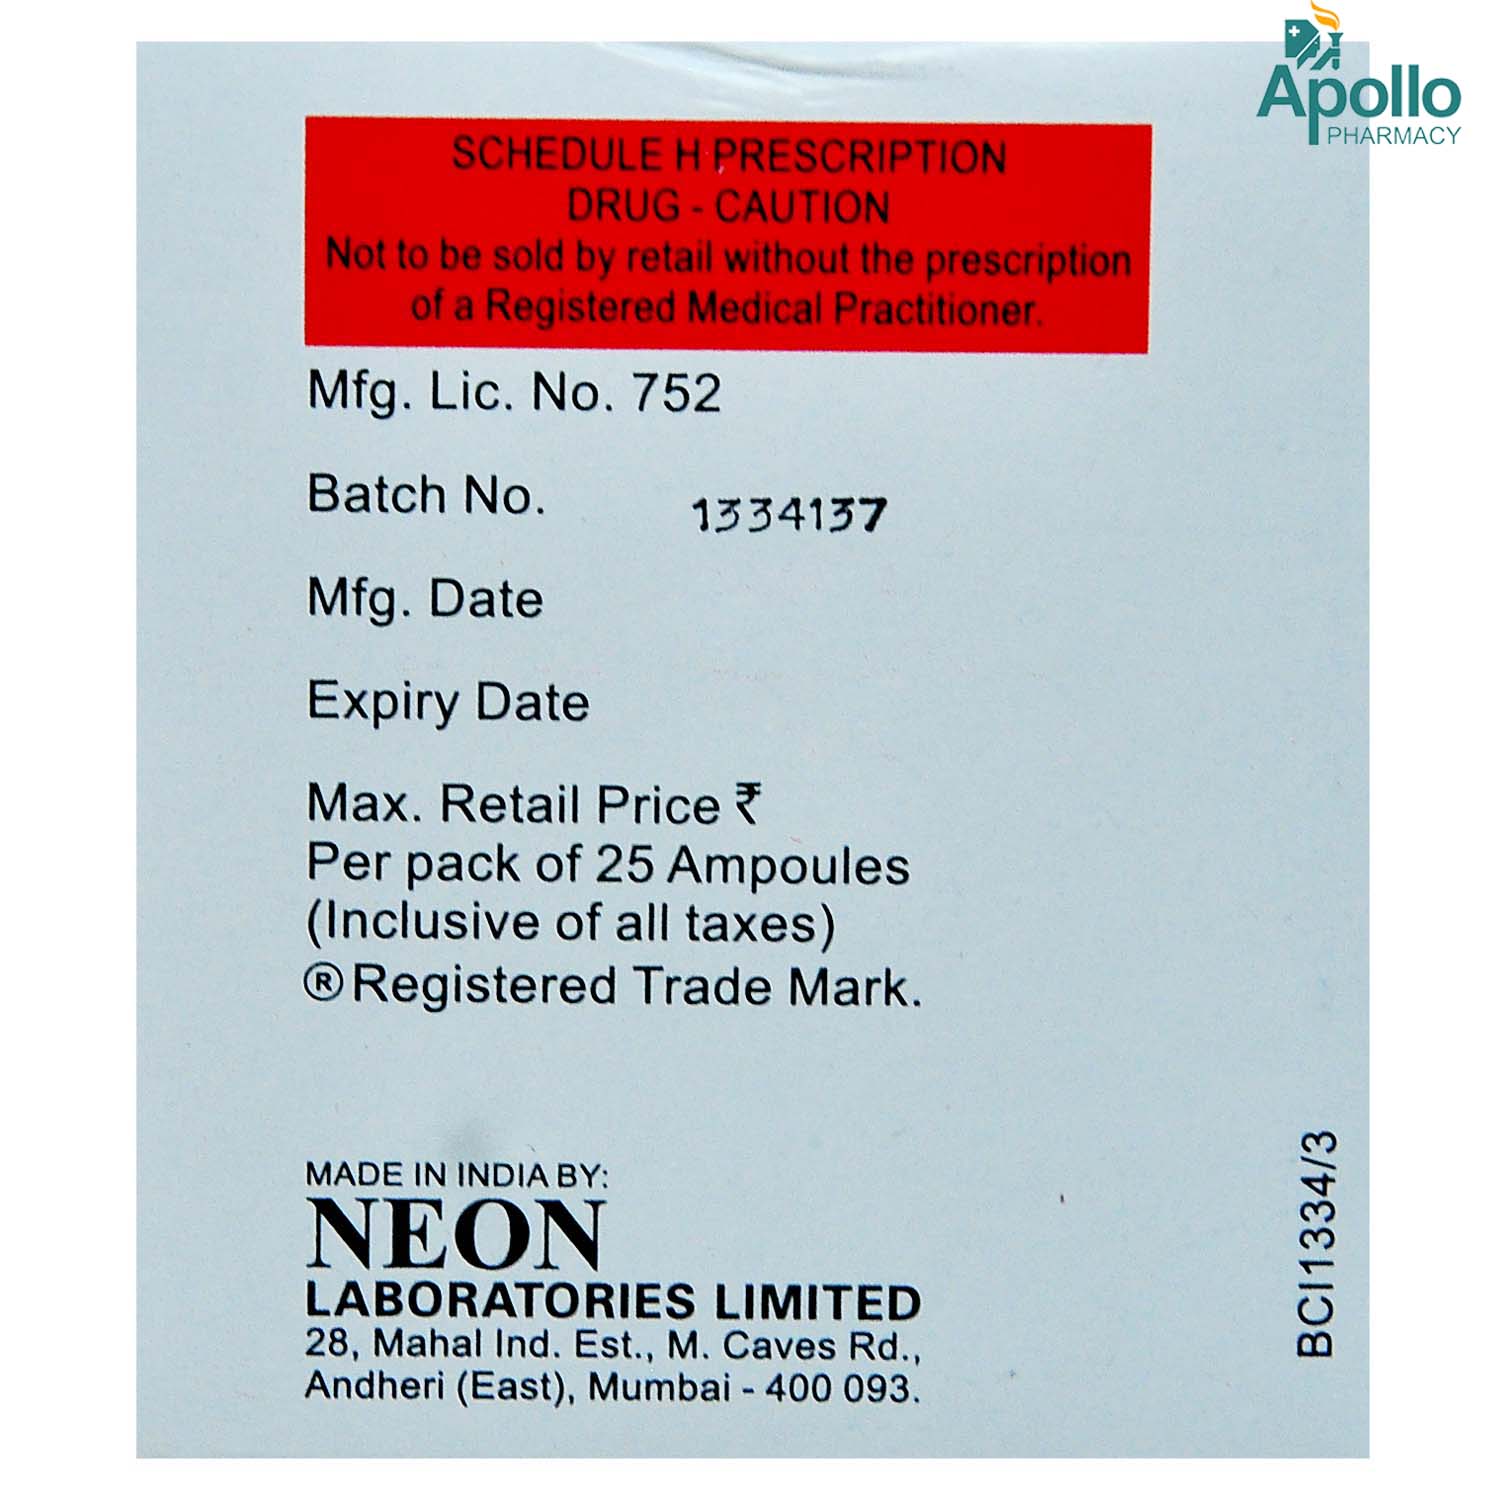 Apollo
PHARMACY
SCHEDULE H PRESCRIPTION
DRUG - CAUTION
Not to be sold by retail without the prescription
of a Registered Medical Practitioner.
Mfg. Lic. No. 752
Batch No. 1334137
Mfg. Date
Expiry Date
Max. Retail Price ₹
Per pack of 25 Ampoules
(Inclusive of all taxes)
® Registered Trade Mark.
MADE IN INDIA BY:
NEON
LABORATORIES LIMITED
28, Mahal Ind. Est., M. Caves Rd.,
Andheri (East), Mumbai - 400 093.
BCI1334/3